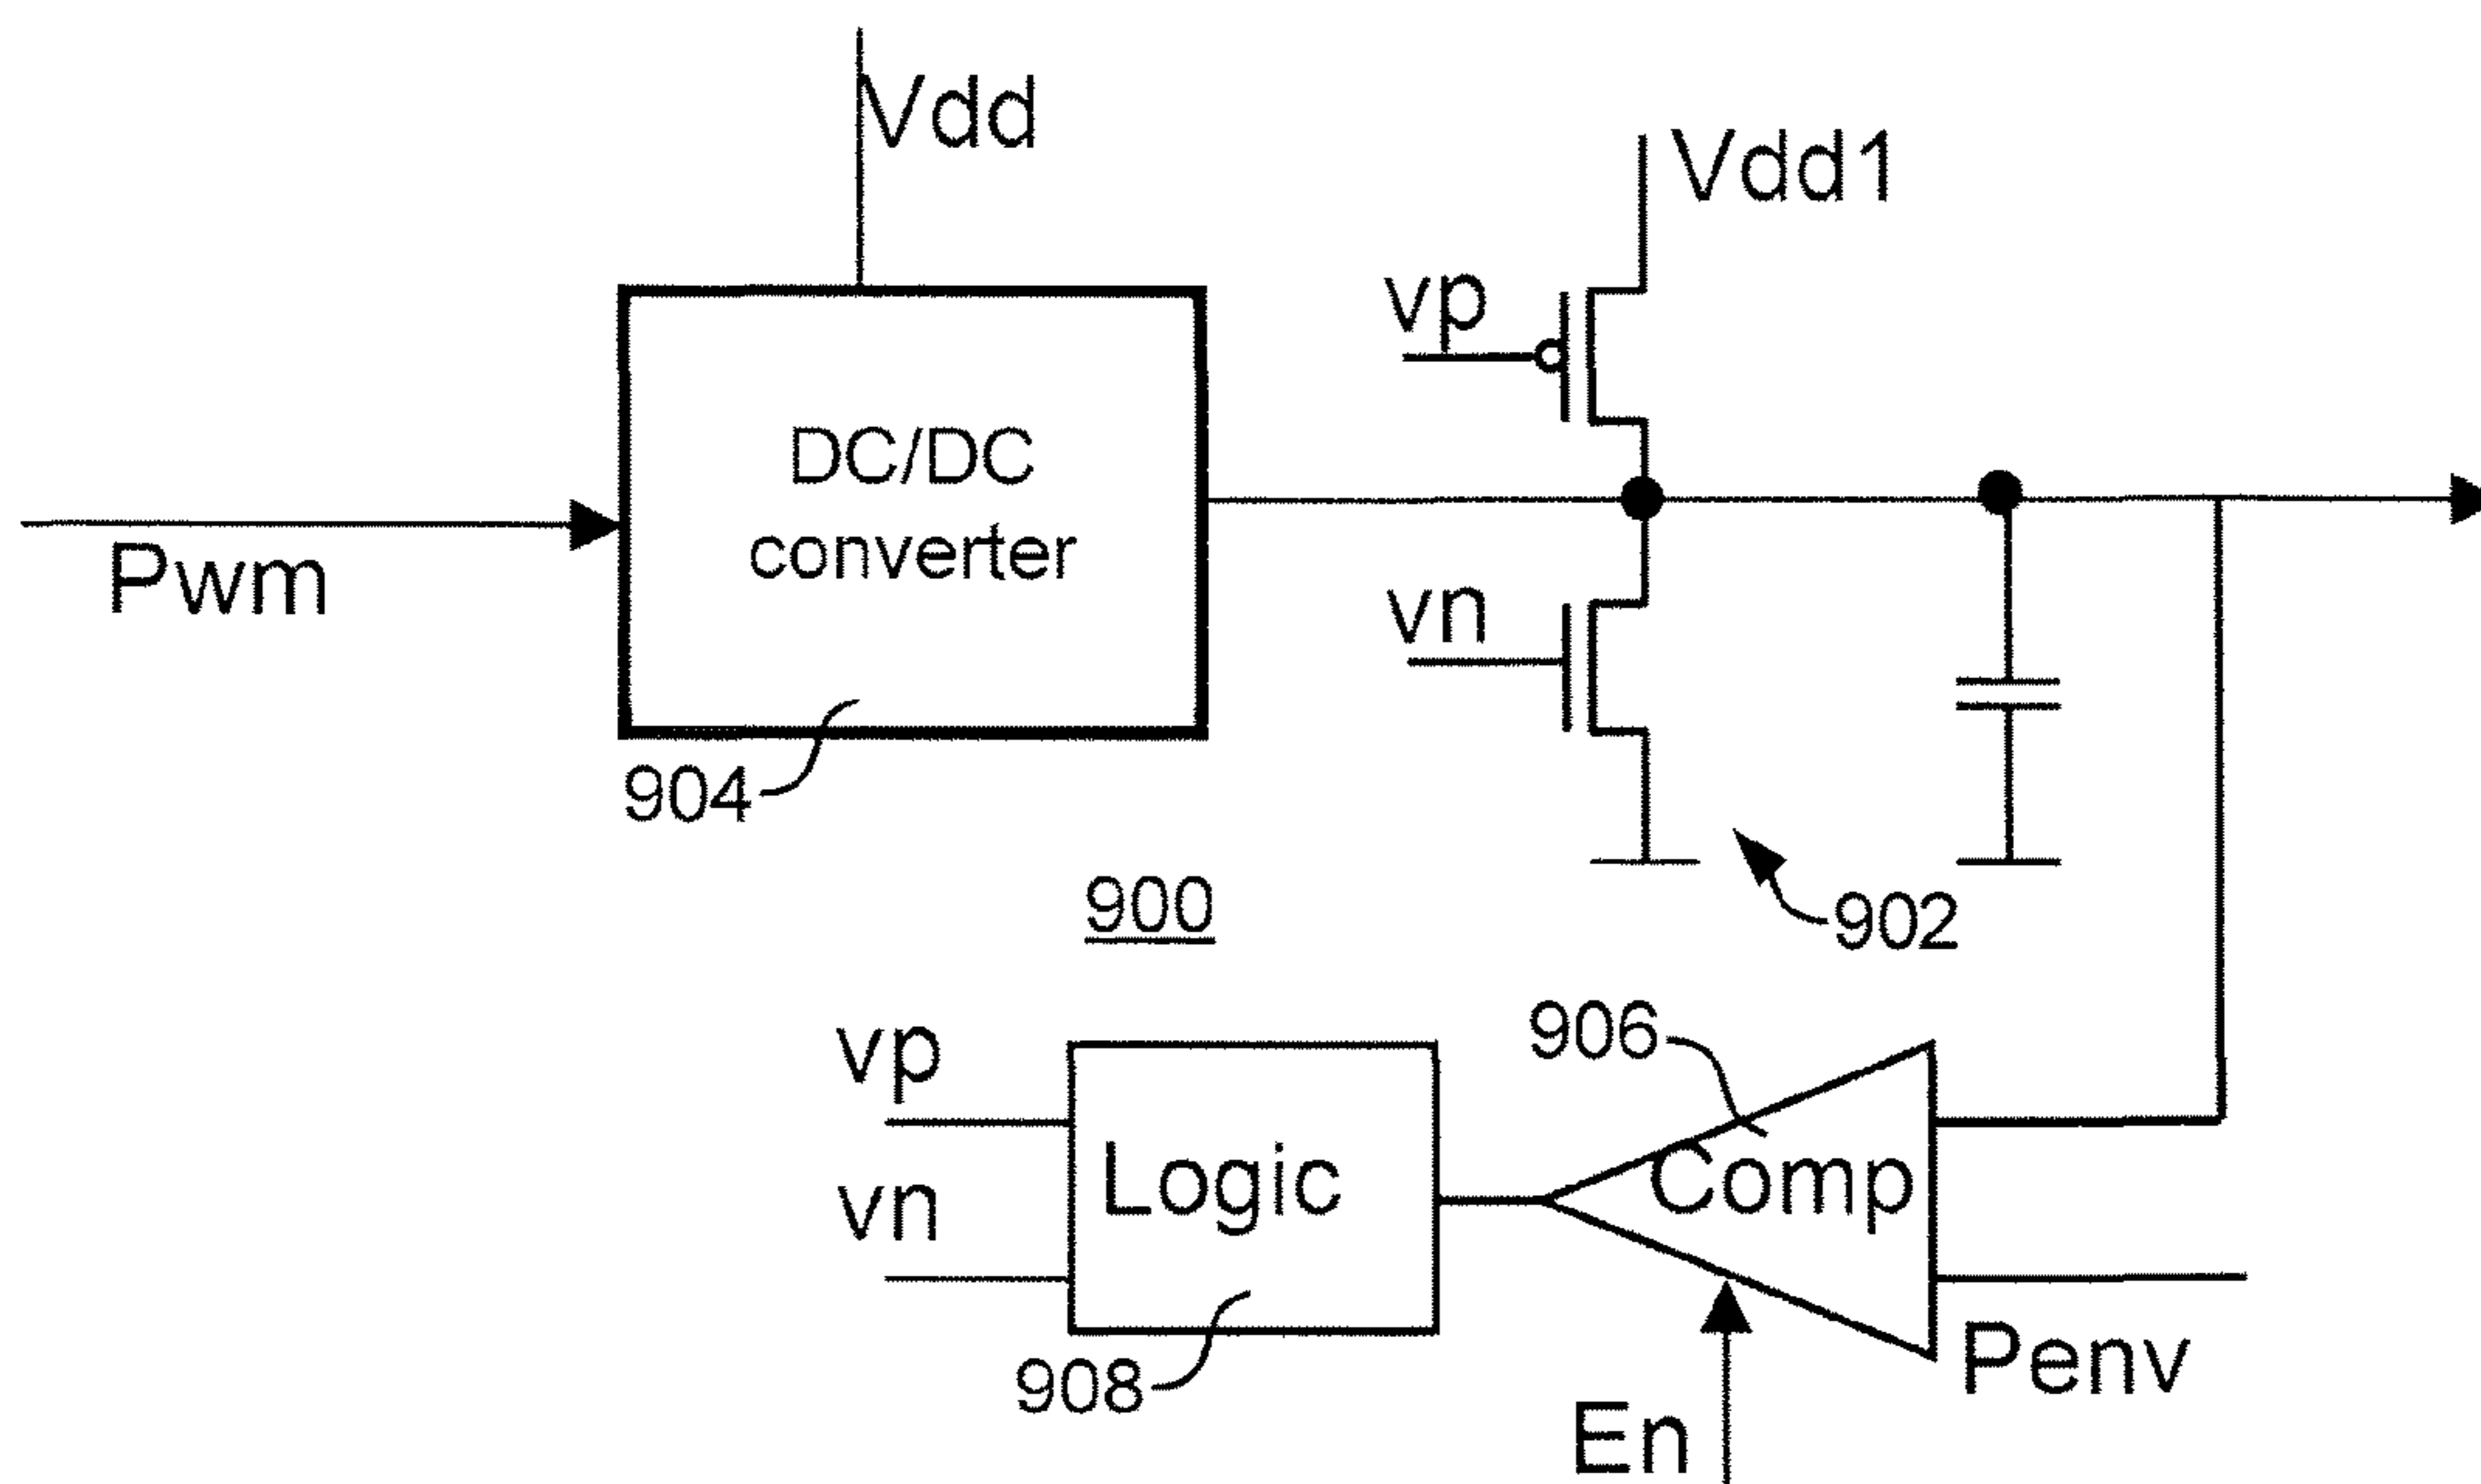 Vdd
Vdd1
vp
DC/DC
converter
Pwm
vn
904
900
902
vp
906
Logic
Comp
vn
908
Penv
En